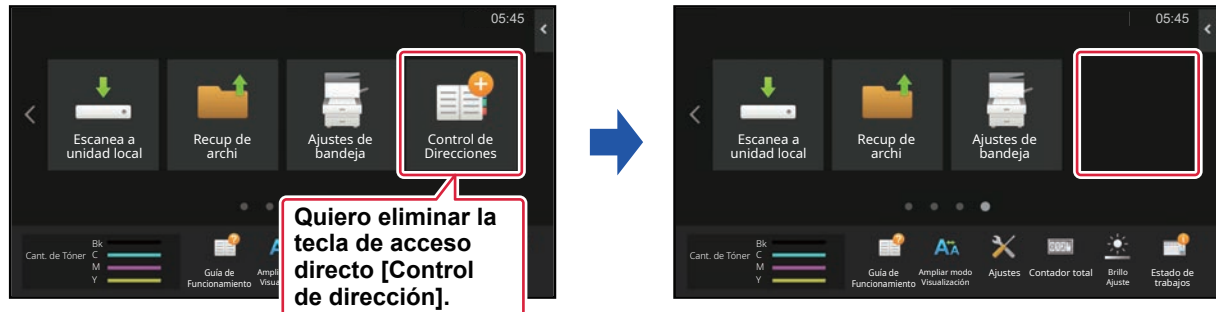 05:45
Escanea a
unidad local
Recup de
archi
Ajustes de
bandeja
Control de
Direcciones
Quiero eliminar la
tecla de acceso
directo [Control
de dirección].
Cant. de Tóner
Bk
C
M
Y
Guía de
Funcionamiento
05:45
Escanea a
unidad local
Recup de
archi
Ajustes de
bandeja
Cant. de Tóner
Bk
C
M
Y
Guía de
Funcionamiento
Ampliar modo
Visualización
Ajustes
Contador total
Brillo
Ajuste
Estado de
trabajos